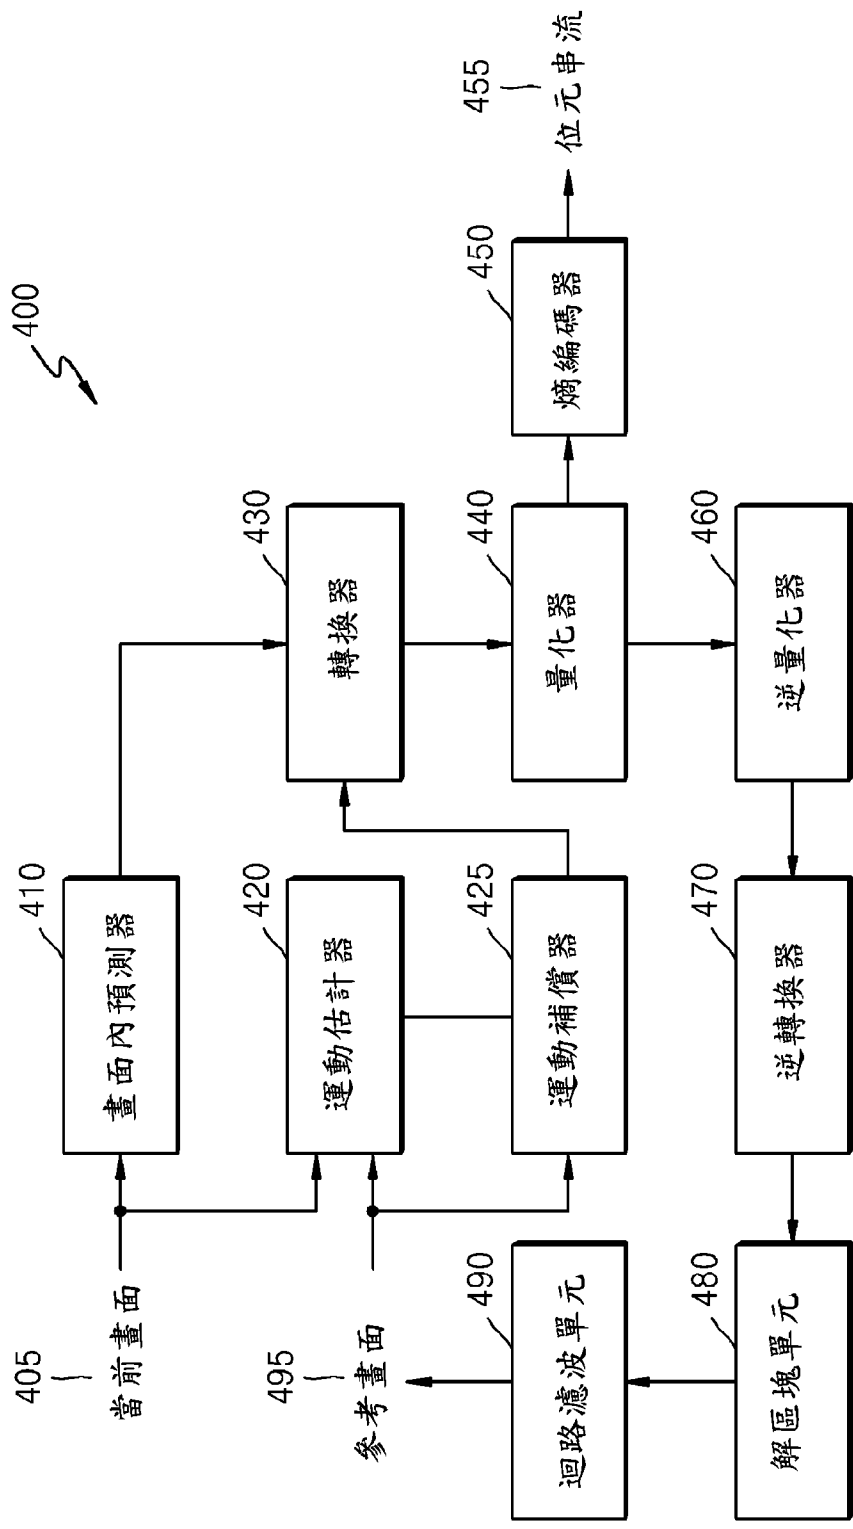 400
405
當前畫面
410
畫面內預測器
430
轉換器
495
參考畫面
420
運動估計器
425
運動補償器
440
量化器
450
熵編碼器
455
位元串流
490
迴路濾波單元
480
解區塊單元
470
逆轉換器
460
逆量化器